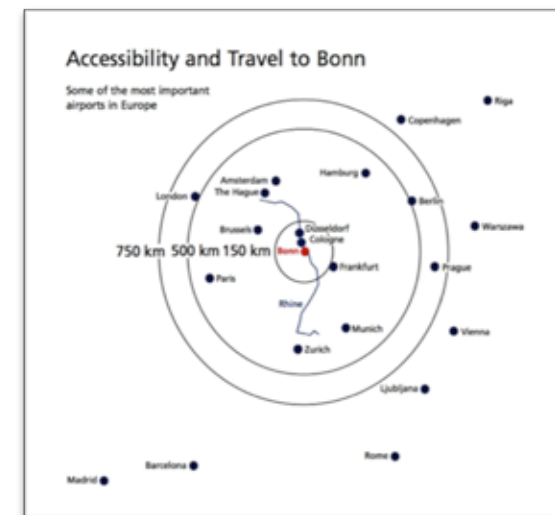 Accessibility and Travel to Bonn
Some of the most important
airports in Europe
Riga
Copenhagen
Hamburg
Amsterdam
The Hague
London
Berlin
Brussels
Düsseldorf
Cologne
Warszawa
750 km 500 km 150 km
Bonn
Frankfurt
Prague
Paris
Rhine
Munich
Vienna
Zurich
Ljubljana
Rome
Barcelona
Madrid